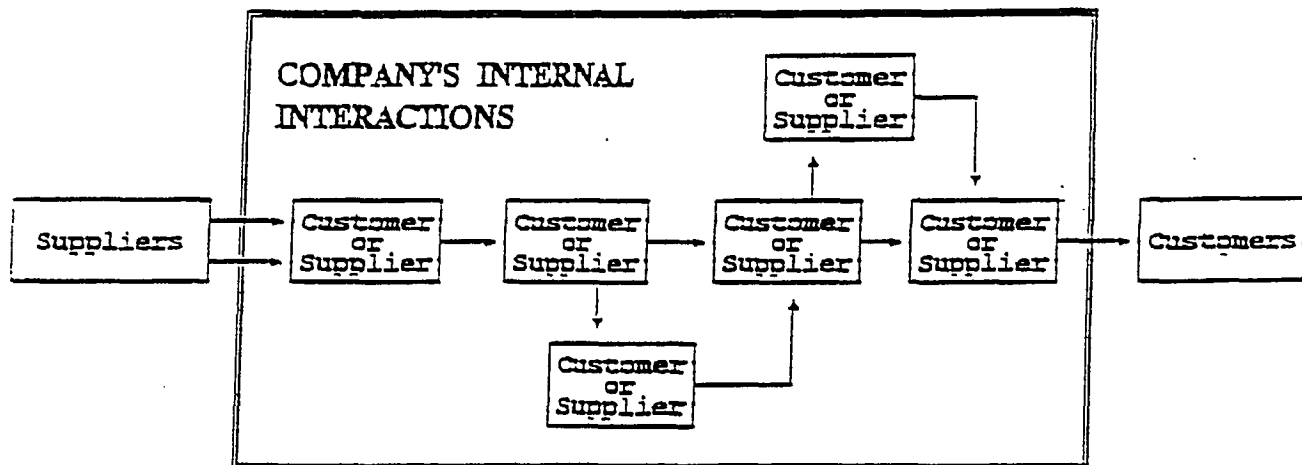 COMPANY'S INTERNAL
INTERACTIONS
Customer
or
Supplier
Suppliers
Customer
or
Supplier
Customer
or
Supplier
Customer
or
Supplier
Customer
or
Supplier
Customers
Customer
or
Supplier